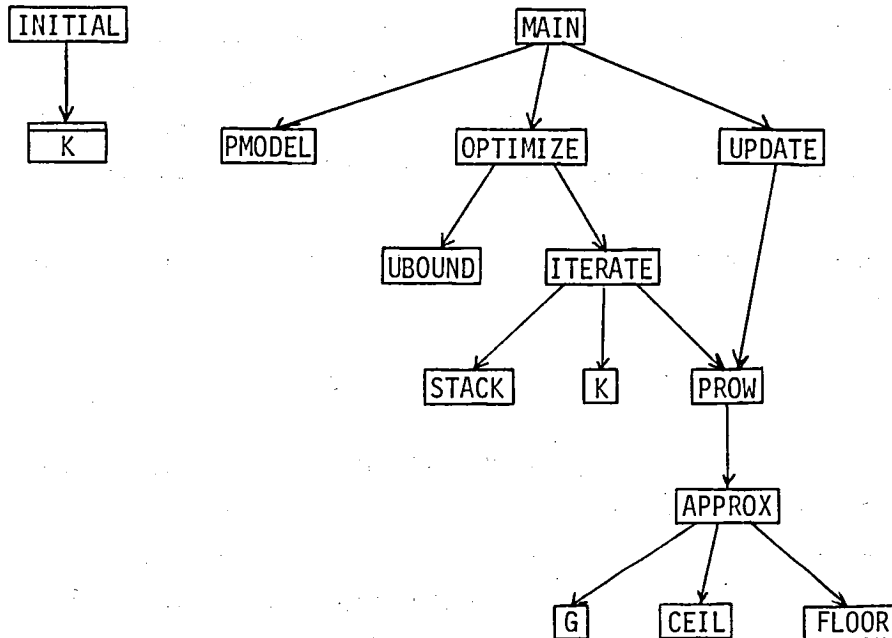 INITIAL
MAIN
K
PMODEL
OPTIMIZE
UPDATE
UBOUND
ITERATE
STACK
K
PROW
APPROX
G
CEIL
FLOOR